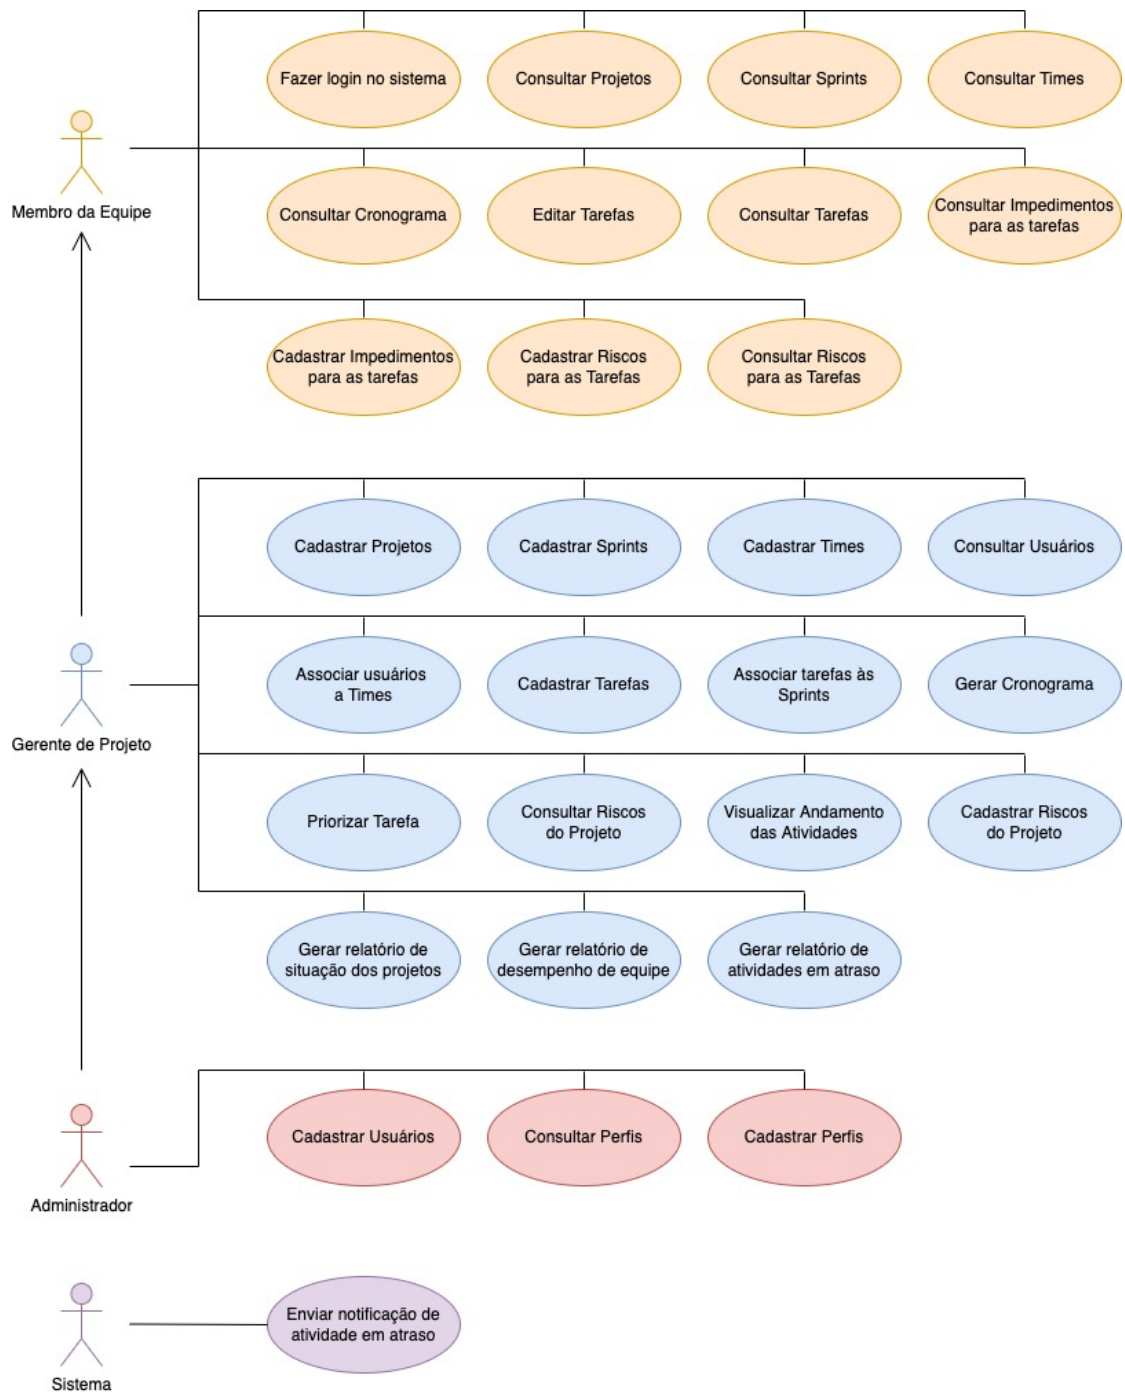 Fazer login no sistema
Consultar Projetos
Consultar Sprints
Consultar Times
Membro da Equipe
Consultar Cronograma
Editar Tarefas
Consultar Tarefas
Consultar Impedimentos
para as tarefas
Cadastrar Impedimentos
para as tarefas
Cadastrar Riscos
para as Tarefas
Consultar Riscos
para as Tarefas
Cadastrar Projetos
Cadastrar Sprints
Cadastrar Times
Consultar Usuários
Gerente de Projeto
Associar usuários
a Times
Cadastrar Tarefas
Associar tarefas às
Sprints
Gerar Cronograma
Priorizar Tarefa
Consultar Riscos
do Projeto
Visualizar Andamento
das Atividades
Cadastrar Riscos
do Projeto
Gerar relatório de
situação dos projetos
Gerar relatório de
desempenho de equipe
Gerar relatório de
atividades em atraso
Administrador
Cadastrar Usuários
Consultar Perfis
Cadastrar Perfis
Sistema
Enviar notificação de
atividade em atraso